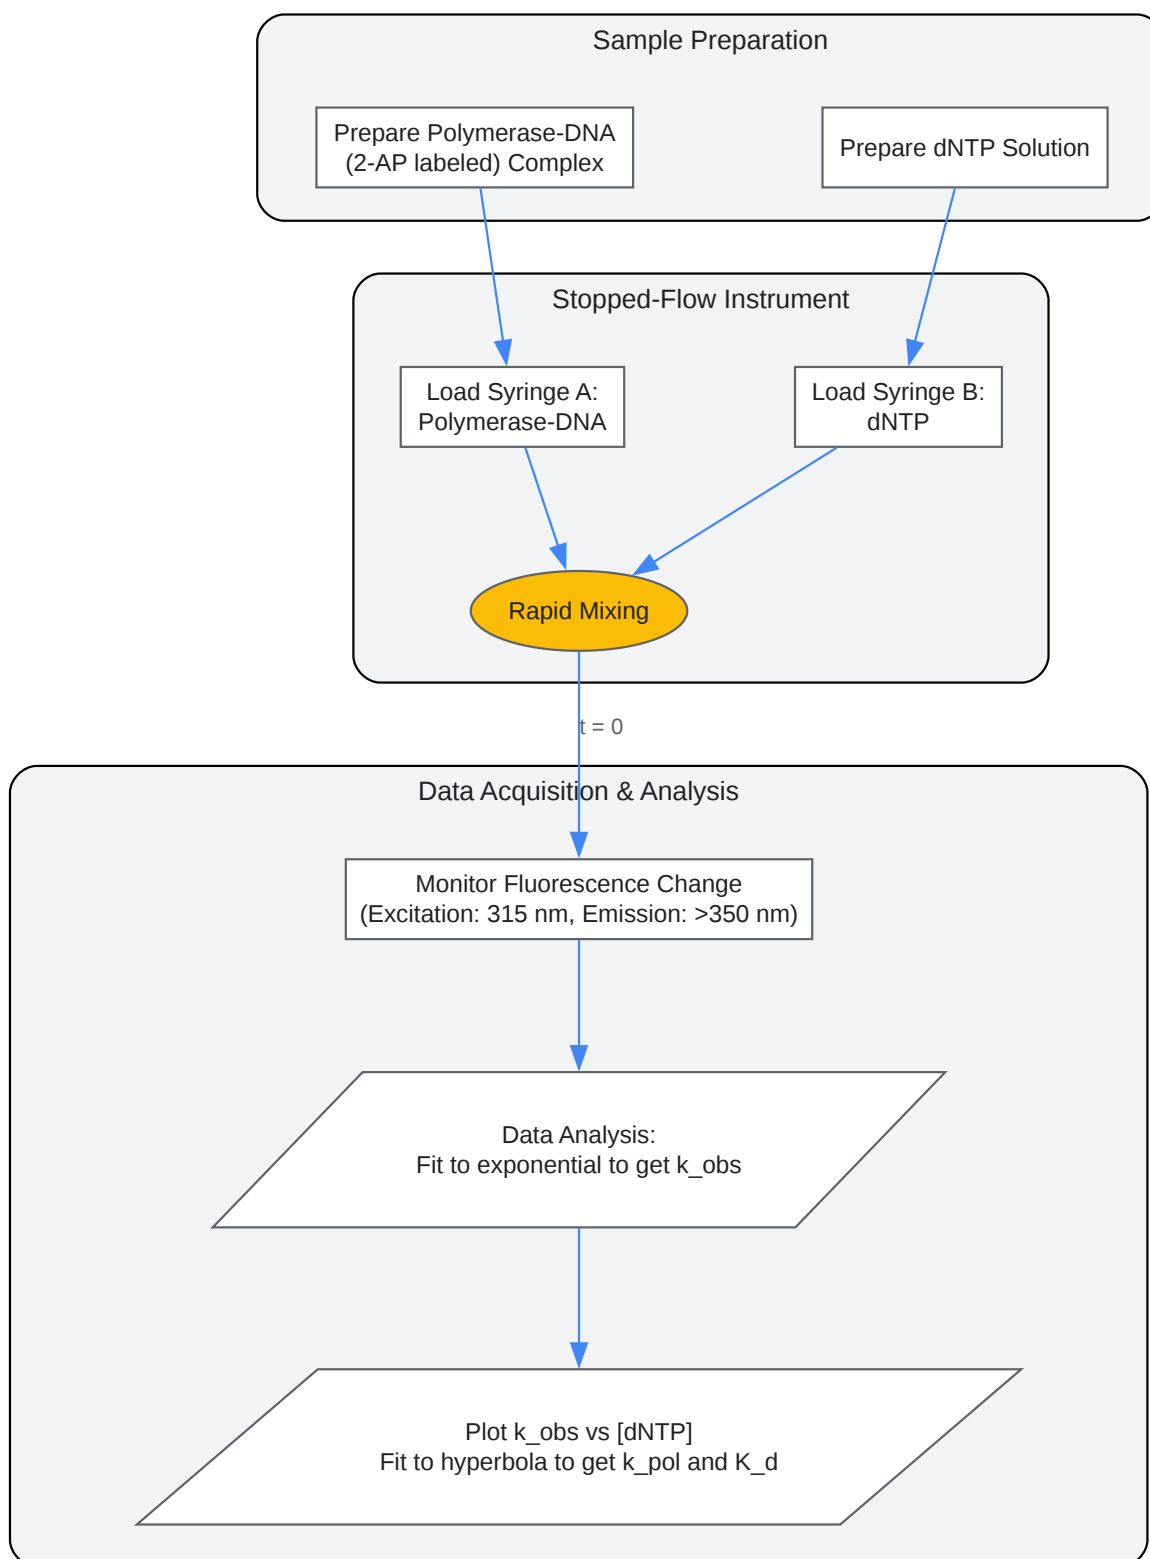 Sample Preparation
Prepare Polymerase-DNA
(2-AP labeled) Complex
Prepare dNTP Solution
Stopped-Flow Instrument
Load Syringe A:
Polymerase-DNA
Load Syringe B:
dNTP
Rapid Mixing
t = 0
Data Acquisition & Analysis
Monitor Fluorescence Change
(Excitation: 315 nm, Emission: >350 nm)
Data Analysis:
Fit to exponential to get k_obs
Plot k_obs vs [dNTP]
Fit to hyperbola to get k_pol and K_d